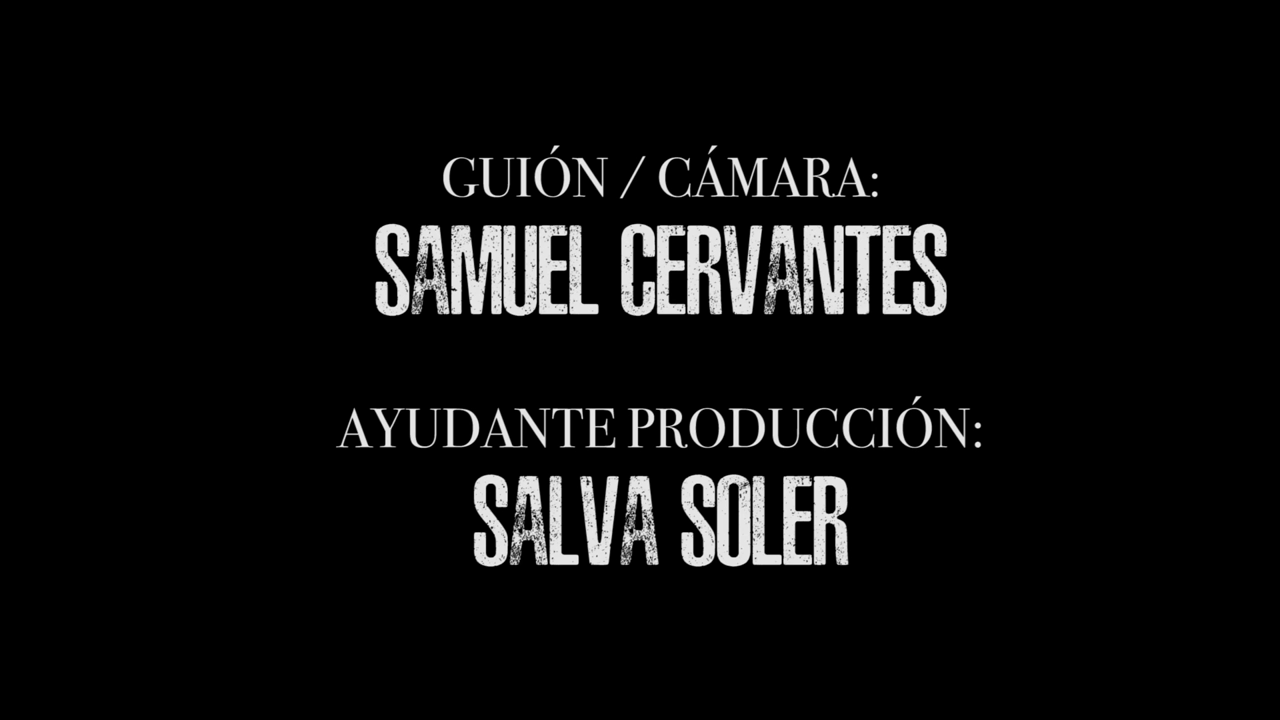 GUIÓN / CÁMARA:
SAMUEL CERVANTES
AYUDANTE PRODUCCIÓN:
SALVA SOLER